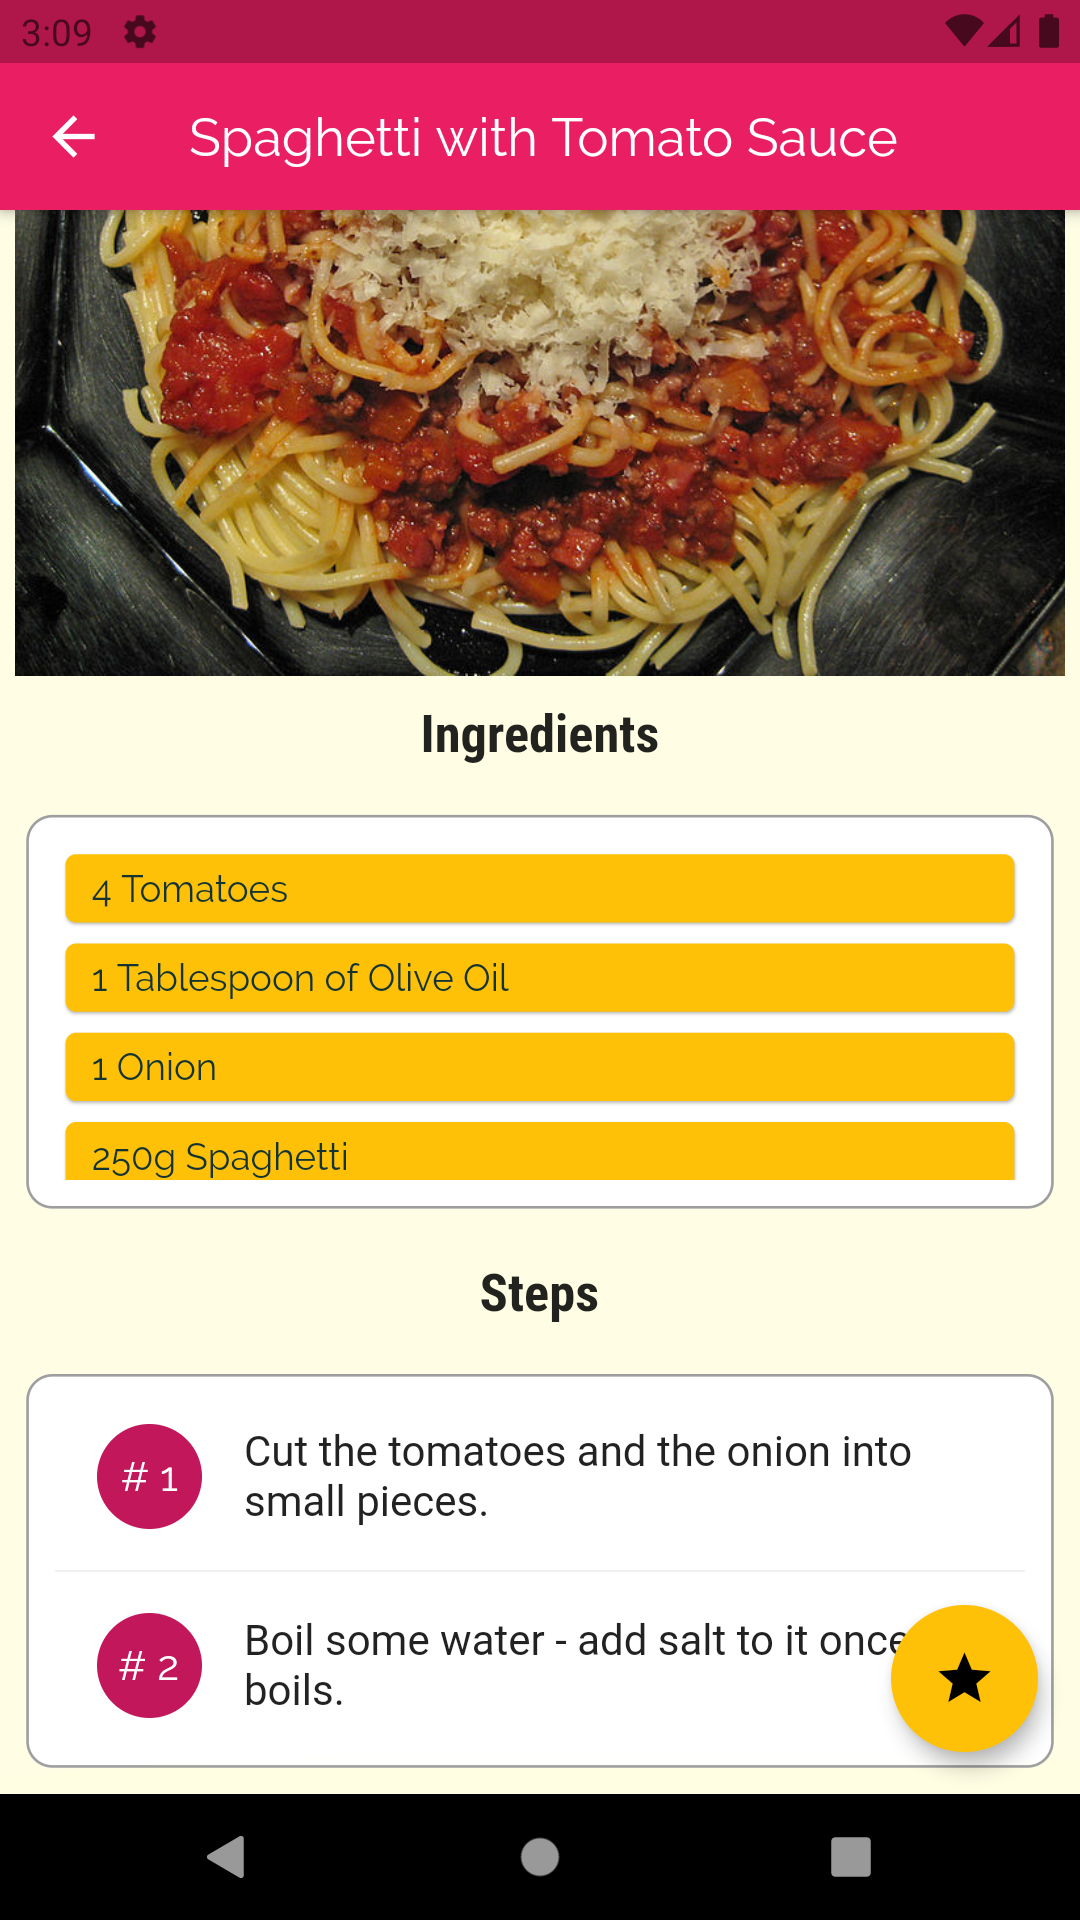 3:09
Spaghetti with Tomato Sauce
Ingredients
4 Tomatoes
1 Tablespoon of Olive Oil
1 Onion
250g Spaghetti
Steps
# 1
Cut the tomatoes and the onion into
small pieces.
# 2
Boil some water - add salt to it once
boils.